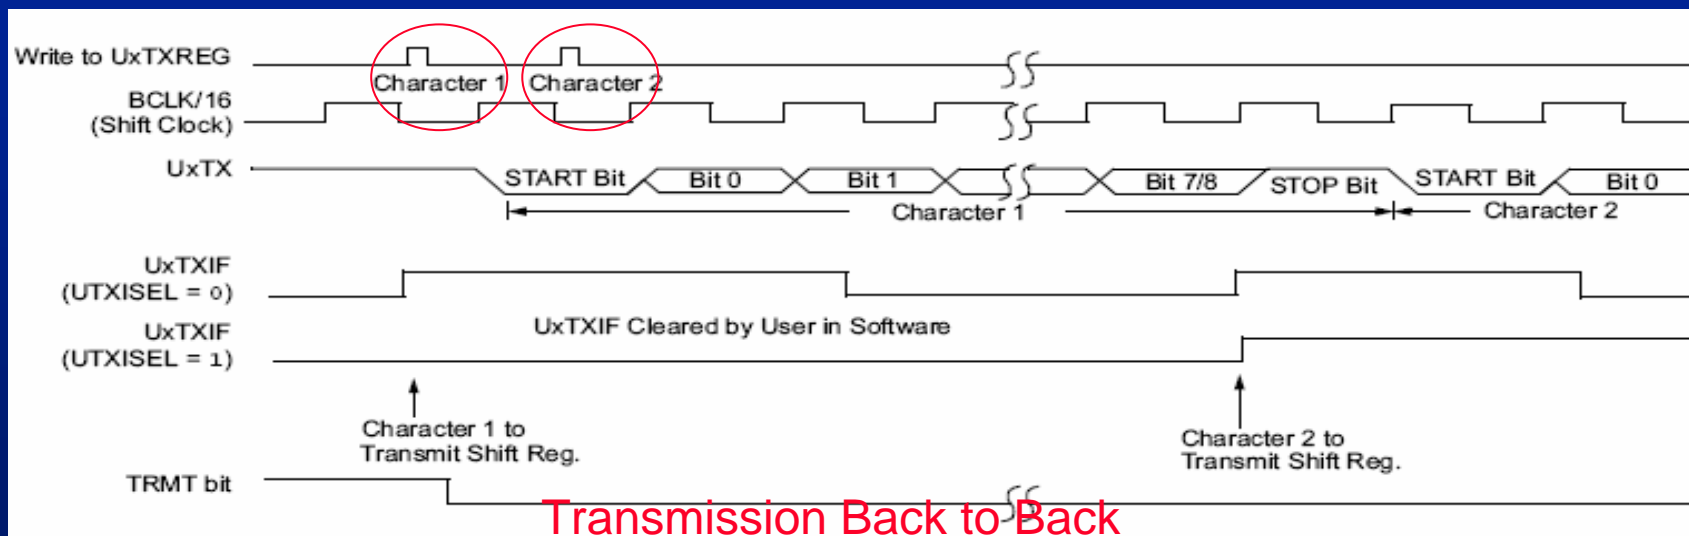 Write to UxTXREG
Character 1
Character 2
BCLK/16
(Shift Clock)
UxTX
START Bit
Bit 0
Bit 1
Bit 7/8
STOP Bit
START Bit
Bit 0
Character 1
Character 2
UxTXIF
(UTXISEL = 0)
UxTXIF Cleared by User in Software
UxTXIF
(UTXISEL = 1)
Character 1 to
Transmit Shift Reg.
Character 2 to
Transmit Shift Reg.
TRMT bit
Transmission Back to Back